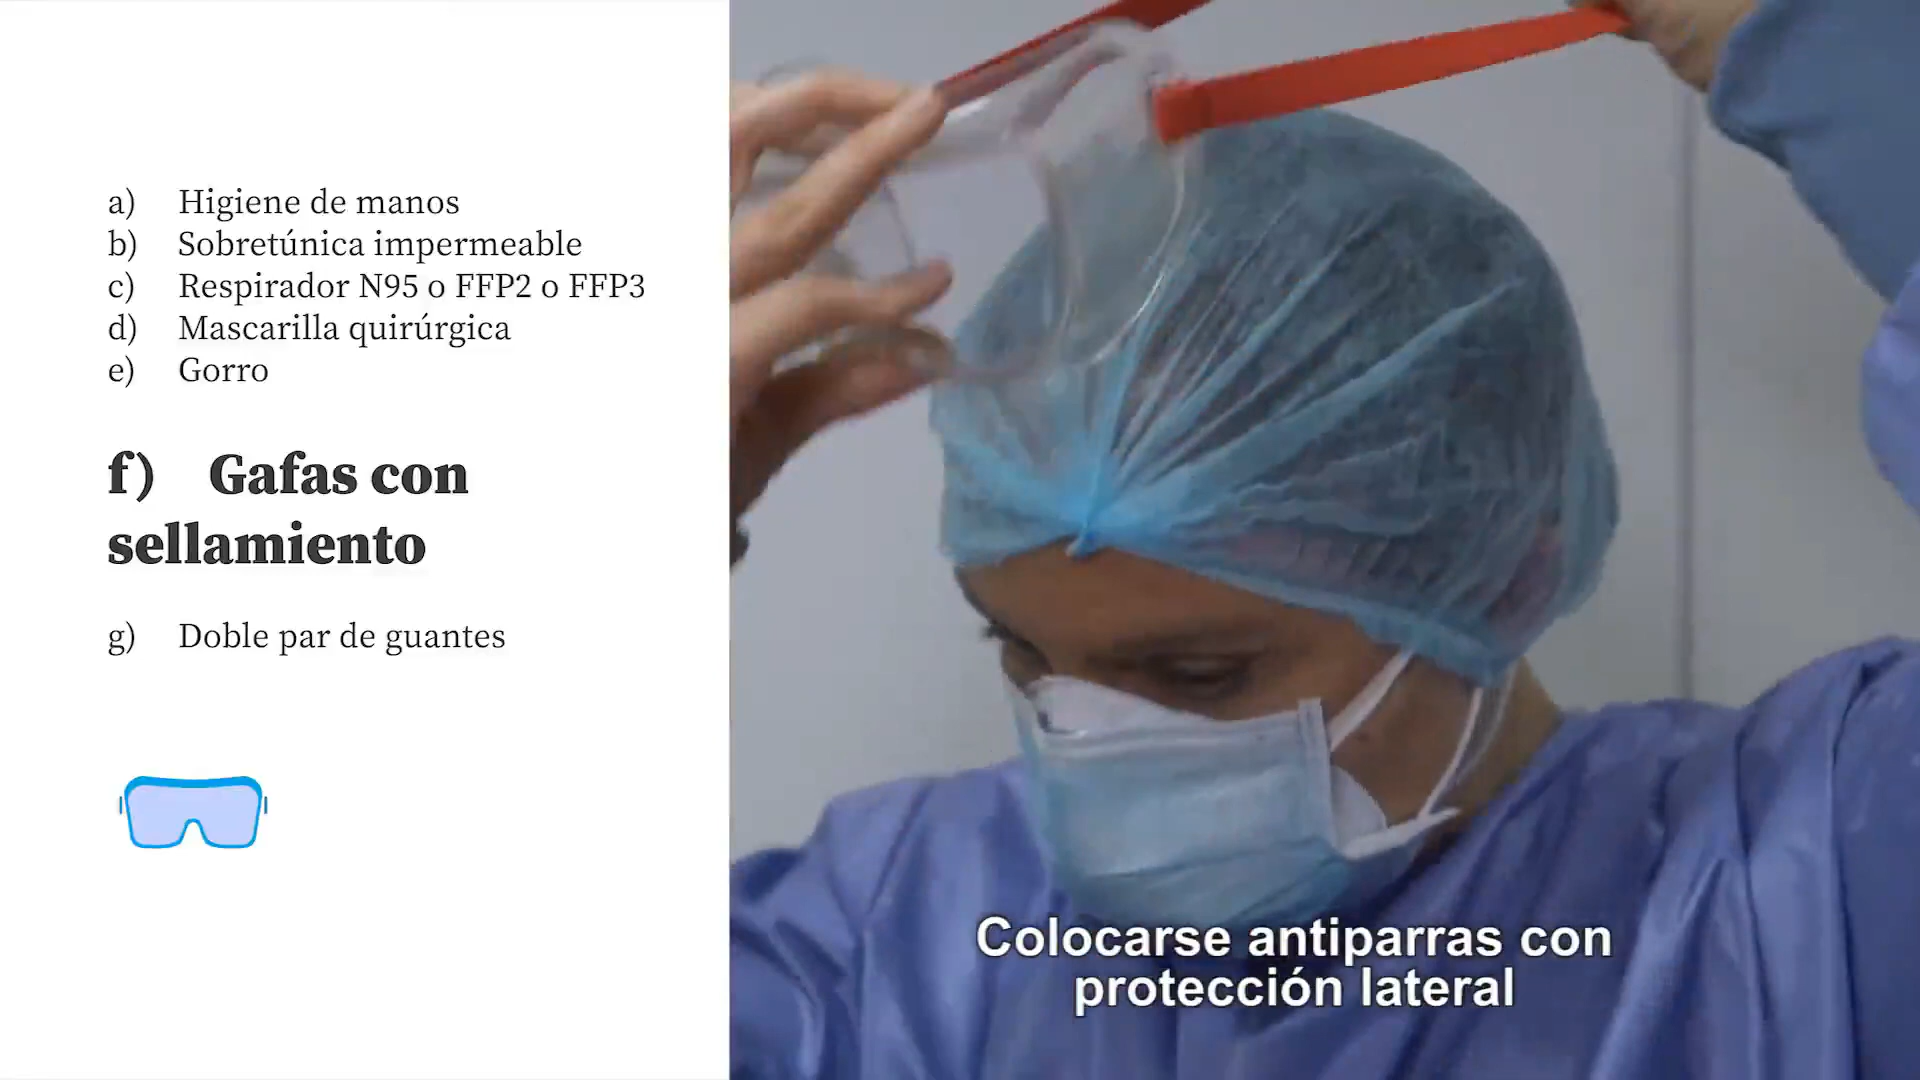 a) Higiene de manos
b) Sobretúnica impermeable
c) Respirador N95 o FFP2 o FFP3
d) Mascarilla quirúrgica
e) Gorro
f) Gafas con
sellamiento
g) Doble par de guantes
Colocarse antiparras con
protección lateral